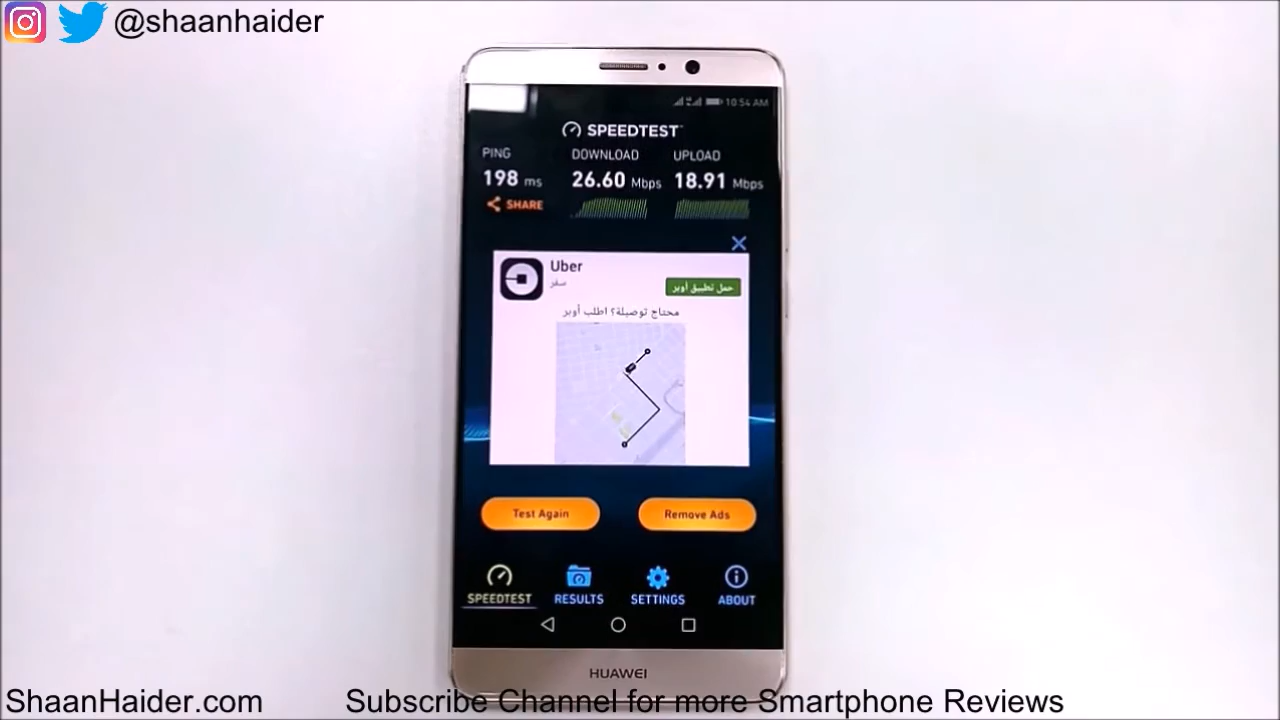 @shaanhaider
10:54 AM
SPEEDTEST
PING DOWNLOAD UPLOAD
198 ms 26.60 Mbps 18.91 Mbps
SHARE
Uber
سفر
حمل تطبيق أوبر
محتاج توصيلة؟ اطلب أوبر
Test Again Remove Ads
SPEEDTEST RESULTS SETTINGS ABOUT
HUAWEI
ShaanHaider.com Subscribe Channel for more Smartphone Reviews